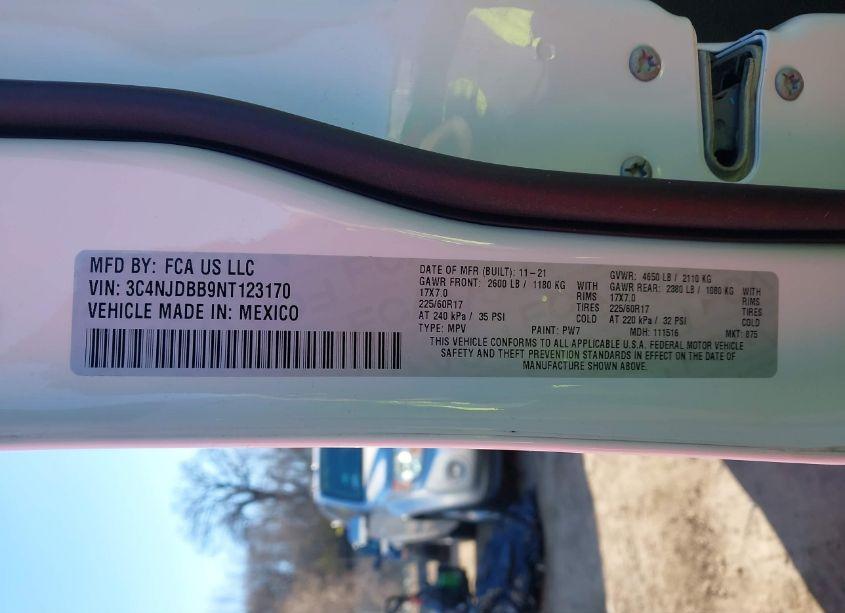 MFD BY: FCA US LLC
VIN: 3C4NJDBB9NT123170
VEHICLE MADE IN: MEXICO
DATE OF MFR (BUILT): 11-21
GAWR FRONT: 2600 LB / 1180 KG WITH
17X7.0 RIMS
225/60R17 TIRES
AT 240 kPa / 35 PSI COLD
TYPE: MPV PAINT: PW7
GVWR: 4650 LB / 2110 KG
GAWR REAR: 2380 LB / 1080 KG WITH
17X7.0 RIMS
225/60R17 TIRES
AT 220 kPa / 32 PSI COLD
MDH: 111516 MKT: 875
THIS VEHICLE CONFORMS TO ALL APPLICABLE U.S.A. FEDERAL MOTOR VEHICLE
SAFETY AND THEFT PREVENTION STANDARDS IN EFFECT ON THE DATE OF
MANUFACTURE SHOWN ABOVE.